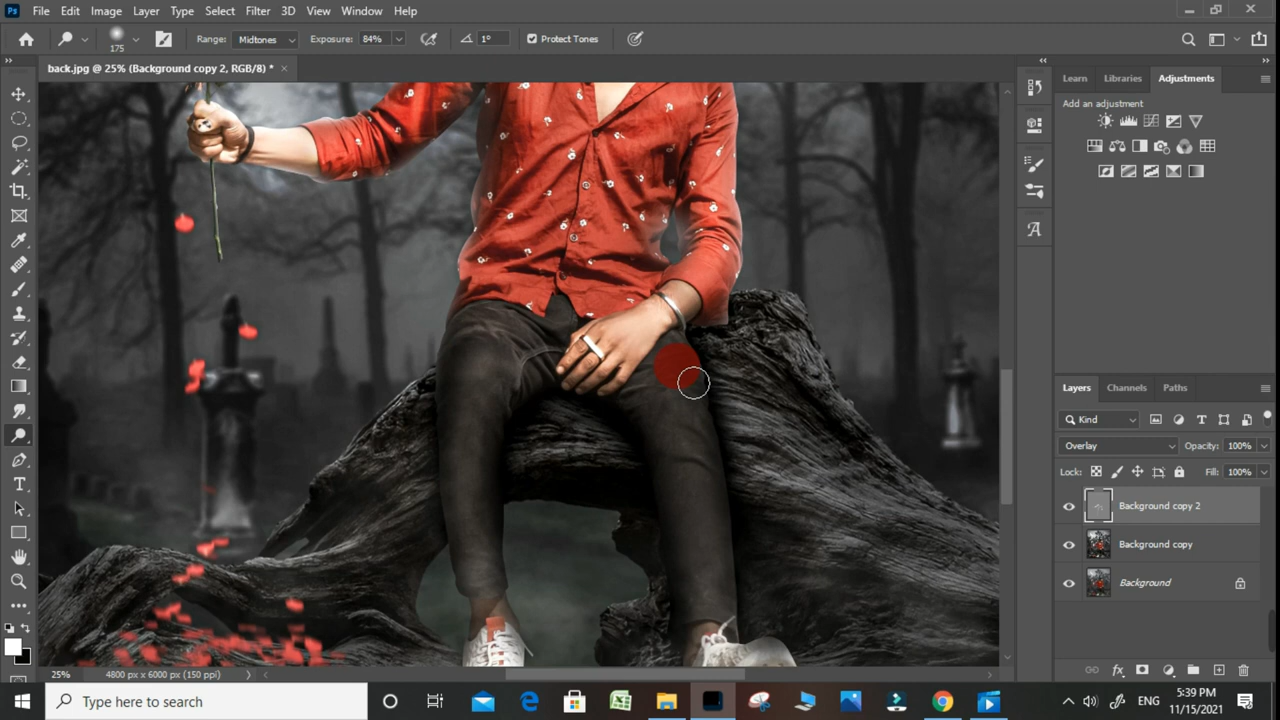 Ps File Edit Image Layer Type Select Filter 3D View Window Help
175 Range: Midtones Exposure: 84% 1° Protect Tones
back.jpg @ 25% (Background copy 2, RGB/8) * ×
Learn Libraries Adjustments
Add an adjustment
Layers Channels Paths
Kind
Overlay Opacity: 100%
Lock: Fill: 100%
Background copy 2
Background copy
Background
25% 4800 px x 6000 px (150 ppi)
Type here to search
ENG 5:39 PM
11/15/2021